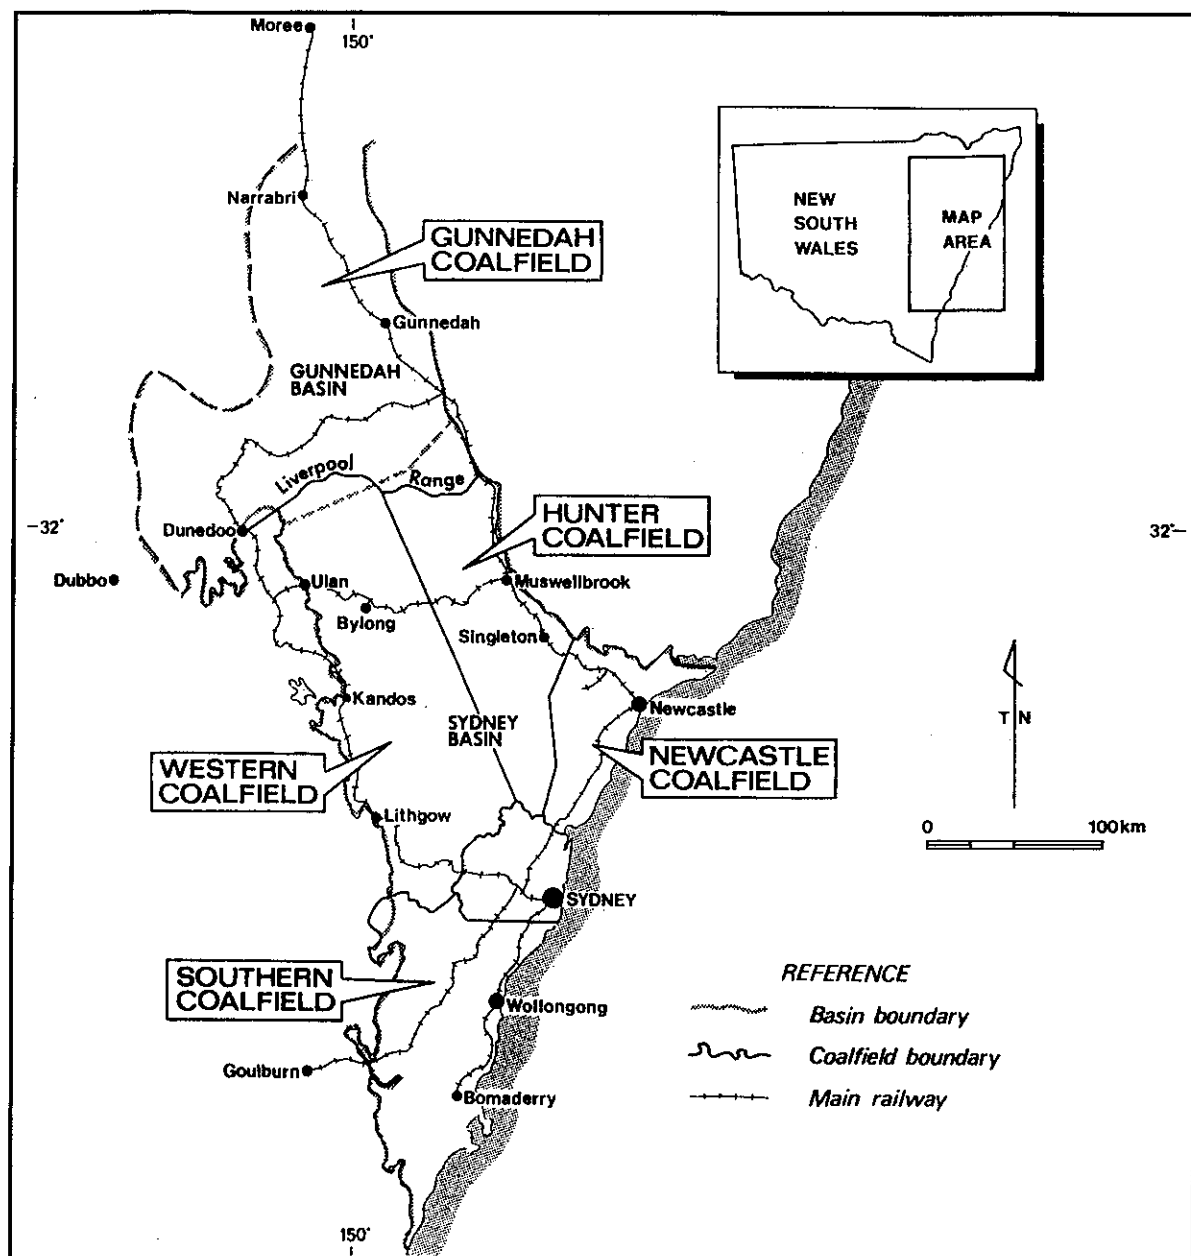 Moree
150°
Narrabri
GUNNEDAH
COALFIELD
NEW
SOUTH
WALES
MAP
AREA
Gunnedah
GUNNEDAH
BASIN
Liverpool
Range
-32°
32°-
Dunedoo
HUNTER
COALFIELD
Dubbo
Ulan
Muswellbrook
Bylong
Singleton
Kandos
Newcastle
SYDNEY
BASIN
T N
WESTERN
COALFIELD
NEWCASTLE
COALFIELD
Lithgow
0 100km
SYDNEY
SOUTHERN
COALFIELD
Wollongong
Goulburn
Bomaderry
REFERENCE
Basin boundary
Coalfield boundary
Main railway
150°